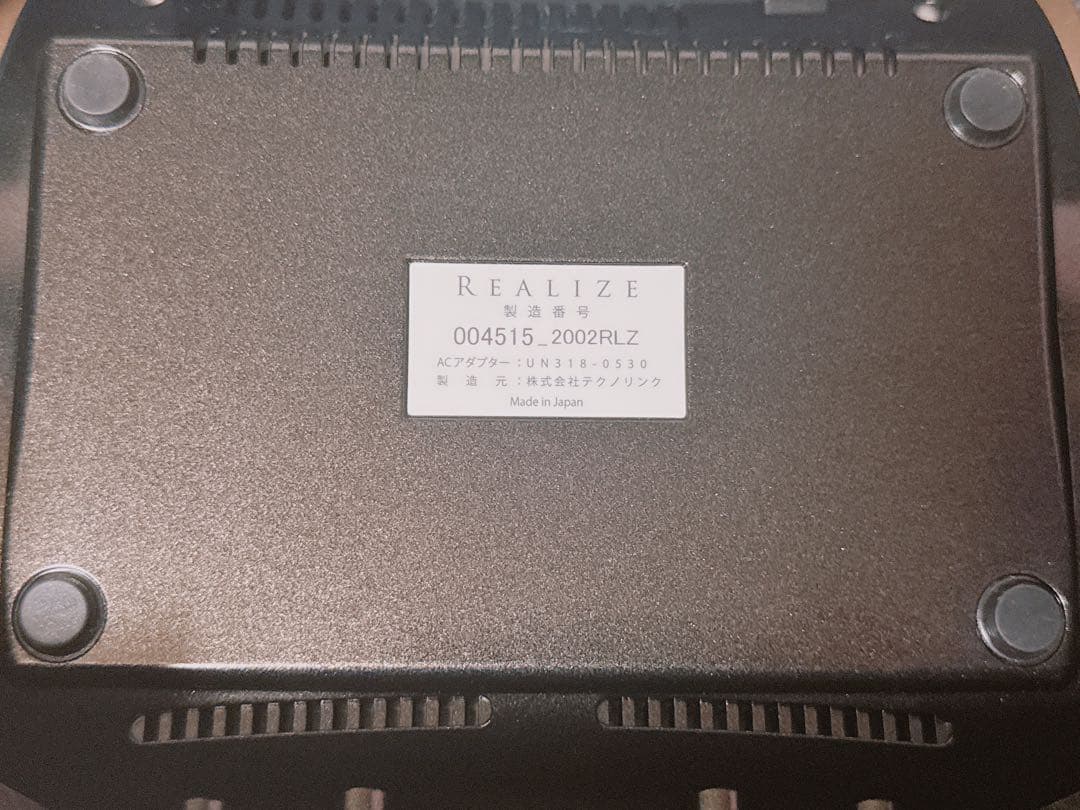 REALIZE
製造番号
004515_2002RLZ
ACアダプター：UN318-0530
製造元：株式会社テクノリンク
Made in Japan